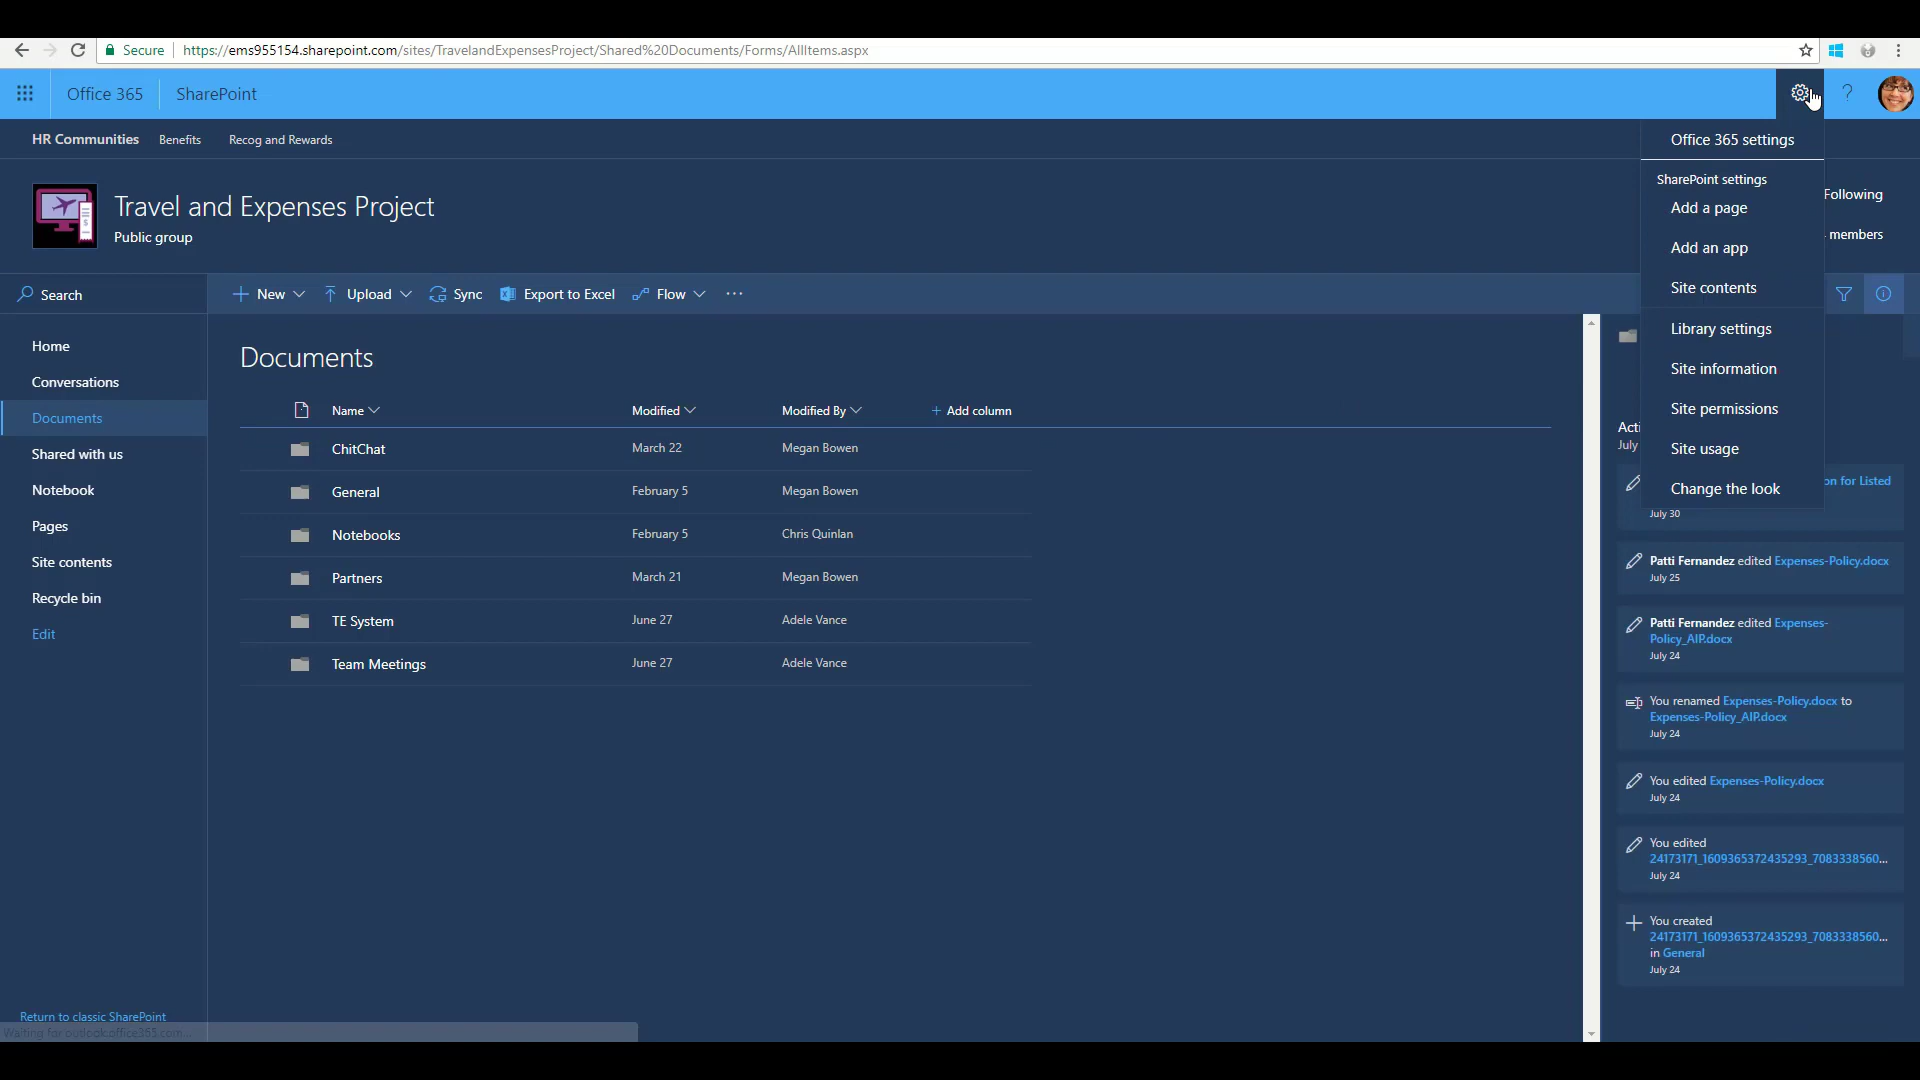 Secure
https://ems955154.sharepoint.com/sites/TravelandExpensesProject/Shared%20Documents/Forms/AllItems.aspx
Office 365
SharePoint
?
HR Communities
Benefits
Recog and Rewards
Travel and Expenses Project
Public group
Following
members
Office 365 settings
SharePoint settings
Add a page
Add an app
Site contents
Library settings
Site information
Site permissions
Site usage
Change the look
Search
New
Upload
Sync
Export to Excel
Flow
Home
Conversations
Documents
Shared with us
Notebook
Pages
Site contents
Recycle bin
Edit
Return to classic SharePoint
Waiting for outlook.office365.com...
Documents
Name Modified Modified By + Add column
ChitChat March 22 Megan Bowen
General February 5 Megan Bowen
Notebooks February 5 Chris Quinlan
Partners March 21 Megan Bowen
TE System June 27 Adele Vance
Team Meetings June 27 Adele Vance
Acti
July
on for Listed
July 30
Patti Fernandez edited Expenses-Policy.docx
July 25
Patti Fernandez edited Expenses-
Policy_AIP.docx
July 24
You renamed Expenses-Policy.docx to
Expenses-Policy_AIP.docx
July 24
You edited Expenses-Policy.docx
July 24
You edited
24173171_1609365372435293_7083338560...
July 24
You created
24173171_1609365372435293_7083338560...
in General
July 24